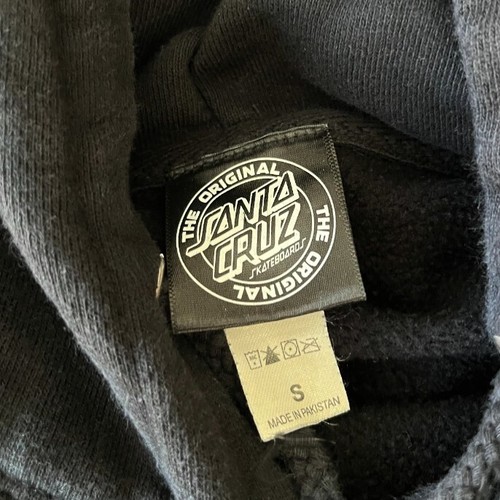 THE ORIGINAL
SANTA
CRUZ
SKATEBOARDS
THE ORIGINAL
S
MADE IN PAKISTAN